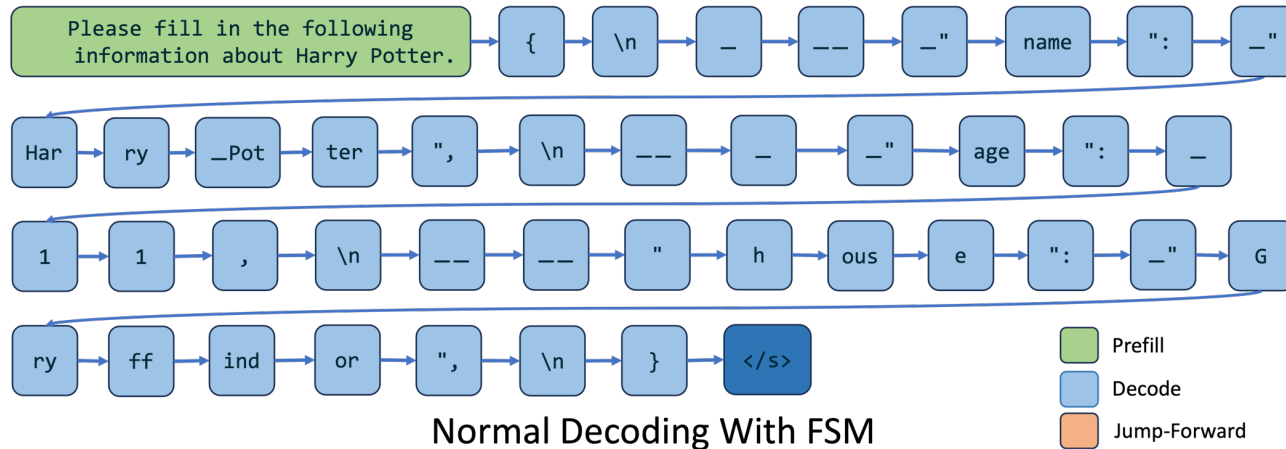 Please fill in the following
information about Harry Potter.
{ \n _ __ _" name ": _"
Har ry _Pot ter ", \n __ _ _" age ": _
1 1 , \n __ __ " h ous e ": _" G
ry ff ind or ", \n } </s>
Prefill
Decode
Jump-Forward
Normal Decoding With FSM